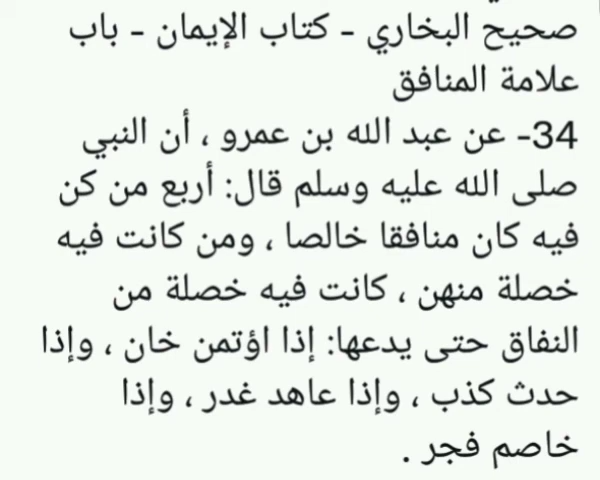 صحيح البخاري - كتاب الإيمان - باب
علامة المنافق
34- عن عبد الله بن عمرو ، أن النبي
صلى الله عليه وسلم قال: أربع من كن
فيه كان منافقا خالصا ، ومن كانت فيه
خصلة منهن ، كانت فيه خصلة من
النفاق حتى يدعها: إذا اؤتمن خان ، وإذا
حدث كذب ، وإذا عاهد غدر ، وإذا
خاصم فجر .